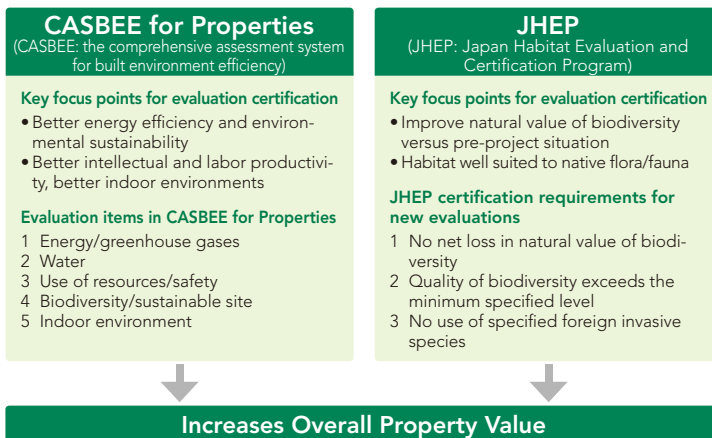 CASBEE for Properties
(CASBEE: the comprehensive assessment system
for built environment efficiency)
Key focus points for evaluation certification
• Better energy efficiency and environ-
mental sustainability
• Better intellectual and labor productivi-
ty, better indoor environments
Evaluation items in CASBEE for Properties
1 Energy/greenhouse gases
2 Water
3 Use of resources/safety
4 Biodiversity/sustainable site
5 Indoor environment
JHEP
(JHEP: Japan Habitat Evaluation and
Certification Program)
Key focus points for evaluation certification
• Improve natural value of biodiversity
versus pre-project situation
• Habitat well suited to native flora/fauna
JHEP certification requirements for
new evaluations
1 No net loss in natural value of biodi-
versity
2 Quality of biodiversity exceeds the
minimum specified level
3 No use of specified foreign invasive
species
Increases Overall Property Value